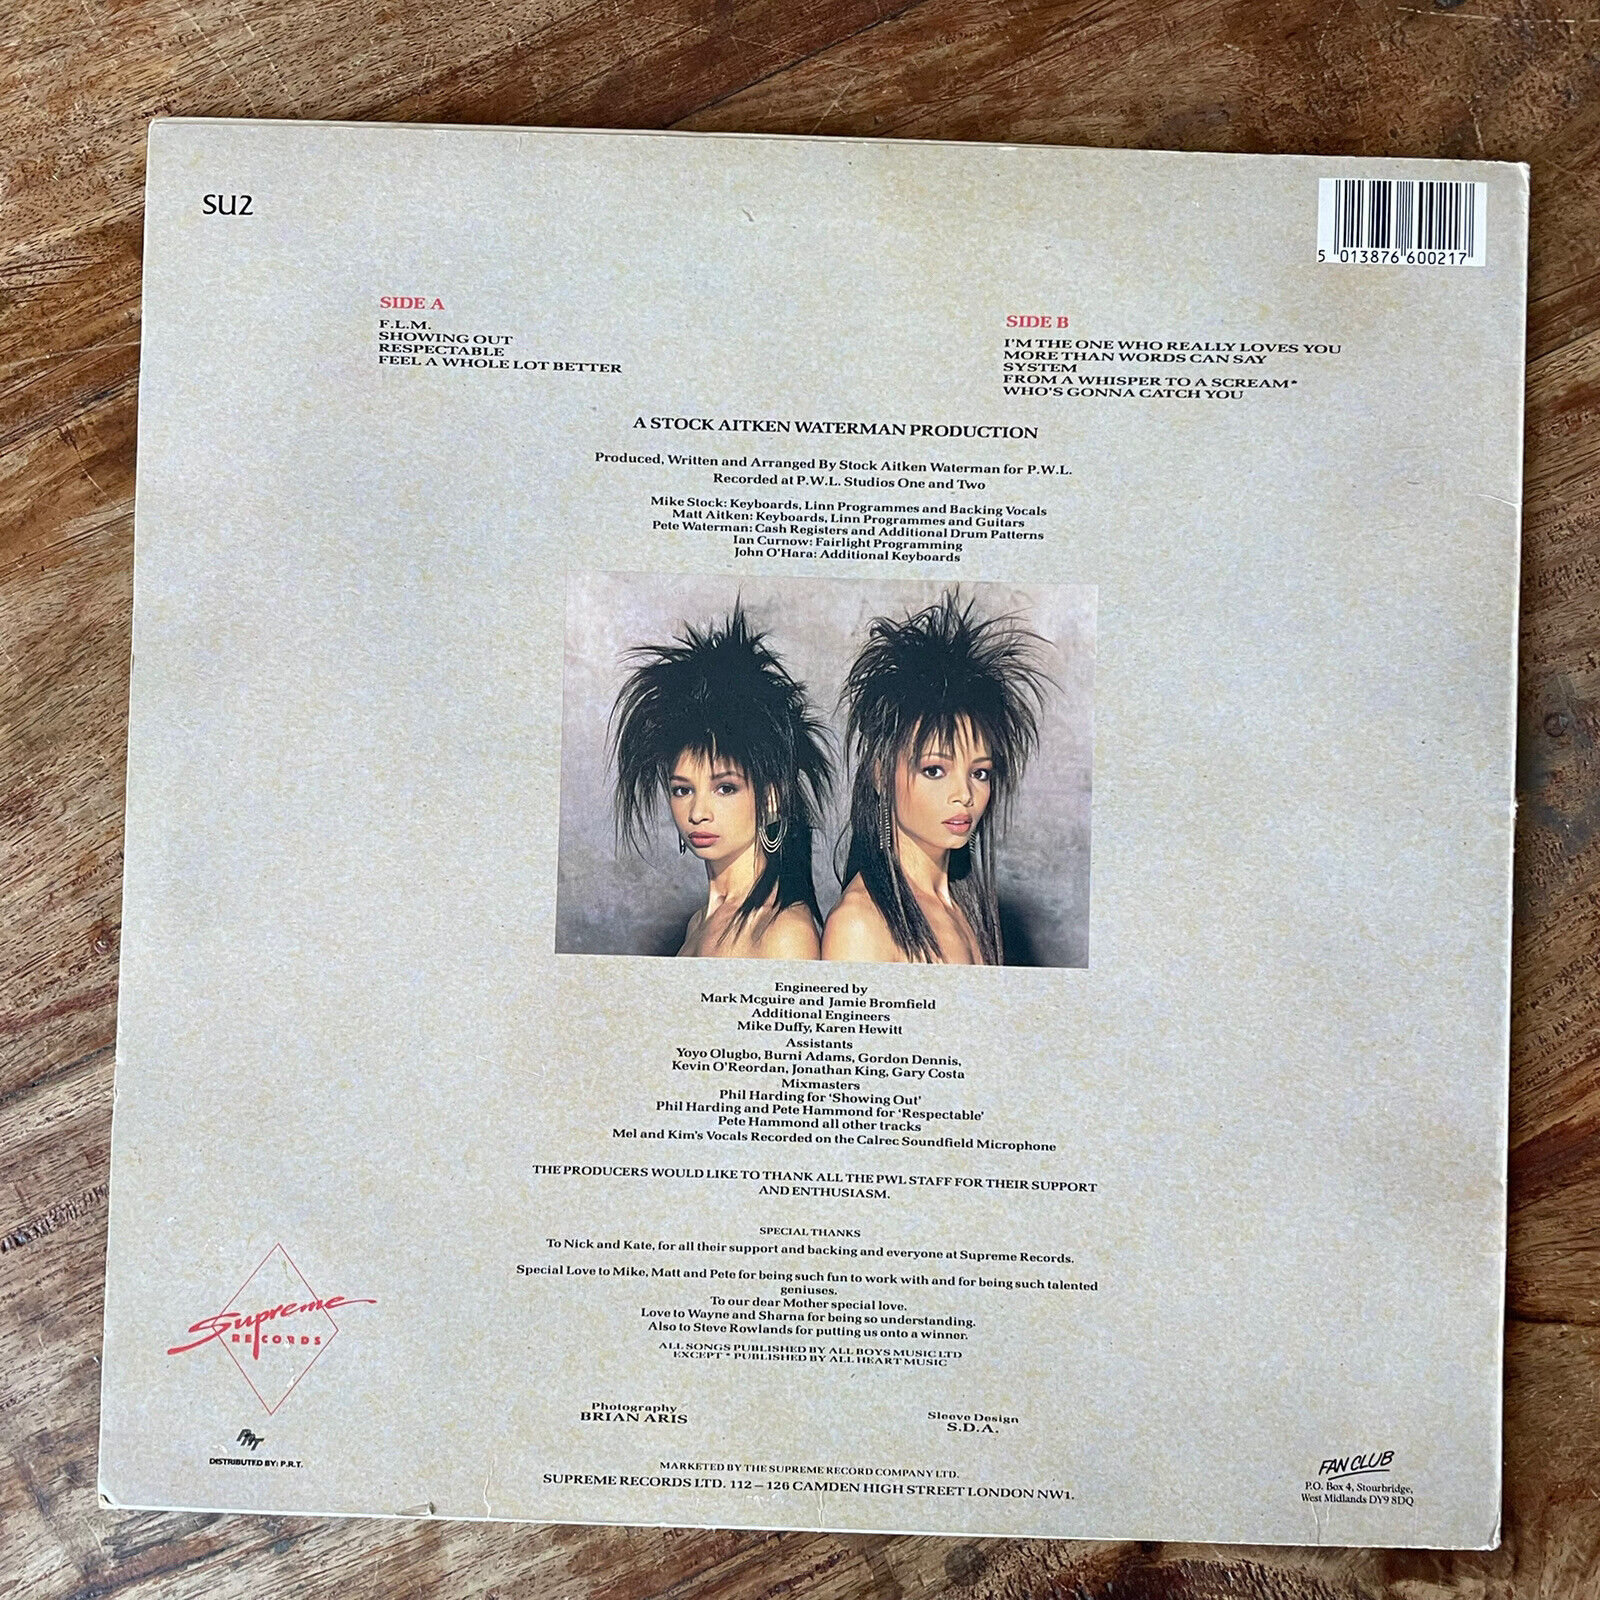 SU2
5 013876 600217
SIDE A
F.L.M.
SHOWING OUT
RESPECTABLE
FEEL A WHOLE LOT BETTER
SIDE B
I'M THE ONE WHO REALLY LOVES YOU
MORE THAN WORDS CAN SAY
SYSTEM
FROM A WHISPER TO A SCREAM*
WHO'S GONNA CATCH YOU
A STOCK AITKEN WATERMAN PRODUCTION
Produced, Written and Arranged By Stock Aitken Waterman for P.W.L.
Recorded at P.W.L. Studios One and Two
Mike Stock: Keyboards, Linn Programmes and Backing Vocals
Matt Aitken: Keyboards, Linn Programmes and Guitars
Pete Waterman: Cash Registers and Additional Drum Patterns
Ian Curnow: Fairlight Programming
John O'Hara: Additional Keyboards
Engineered by
Mark Mcguire and Jamie Bromfield
Additional Engineers
Mike Duffy, Karen Hewitt
Assistants
Yoyo Olugbo, Burni Adams, Gordon Dennis,
Kevin O'Reordan, Jonathan King, Gary Costa
Mixmasters
Phil Harding for 'Showing Out'
Phil Harding and Pete Hammond for 'Respectable'
Pete Hammond all other tracks
Mel and Kim's Vocals Recorded on the Calrec Soundfield Microphone
THE PRODUCERS WOULD LIKE TO THANK ALL THE PWL STAFF FOR THEIR SUPPORT
AND ENTHUSIASM.
SPECIAL THANKS
To Nick and Kate, for all their support and backing and everyone at Supreme Records.
Special Love to Mike, Matt and Pete for being such fun to work with and for being such talented
geniuses.
To our dear Mother special love.
Love to Wayne and Sharna for being so understanding.
Also to Steve Rowlands for putting us onto a winner.
ALL SONGS PUBLISHED BY ALL BOYS MUSIC LTD
EXCEPT * PUBLISHED BY ALL HEART MUSIC
Supreme
RECORDS
PRT
DISTRIBUTED BY: P.R.T.
Photography
BRIAN ARIS
Sleeve Design
S.D.A.
MARKETED BY THE SUPREME RECORD COMPANY LTD.
SUPREME RECORDS LTD. 112 – 126 CAMDEN HIGH STREET LONDON NW1.
FAN CLUB
P.O. Box 4, Stourbridge,
West Midlands DY9 8DQ